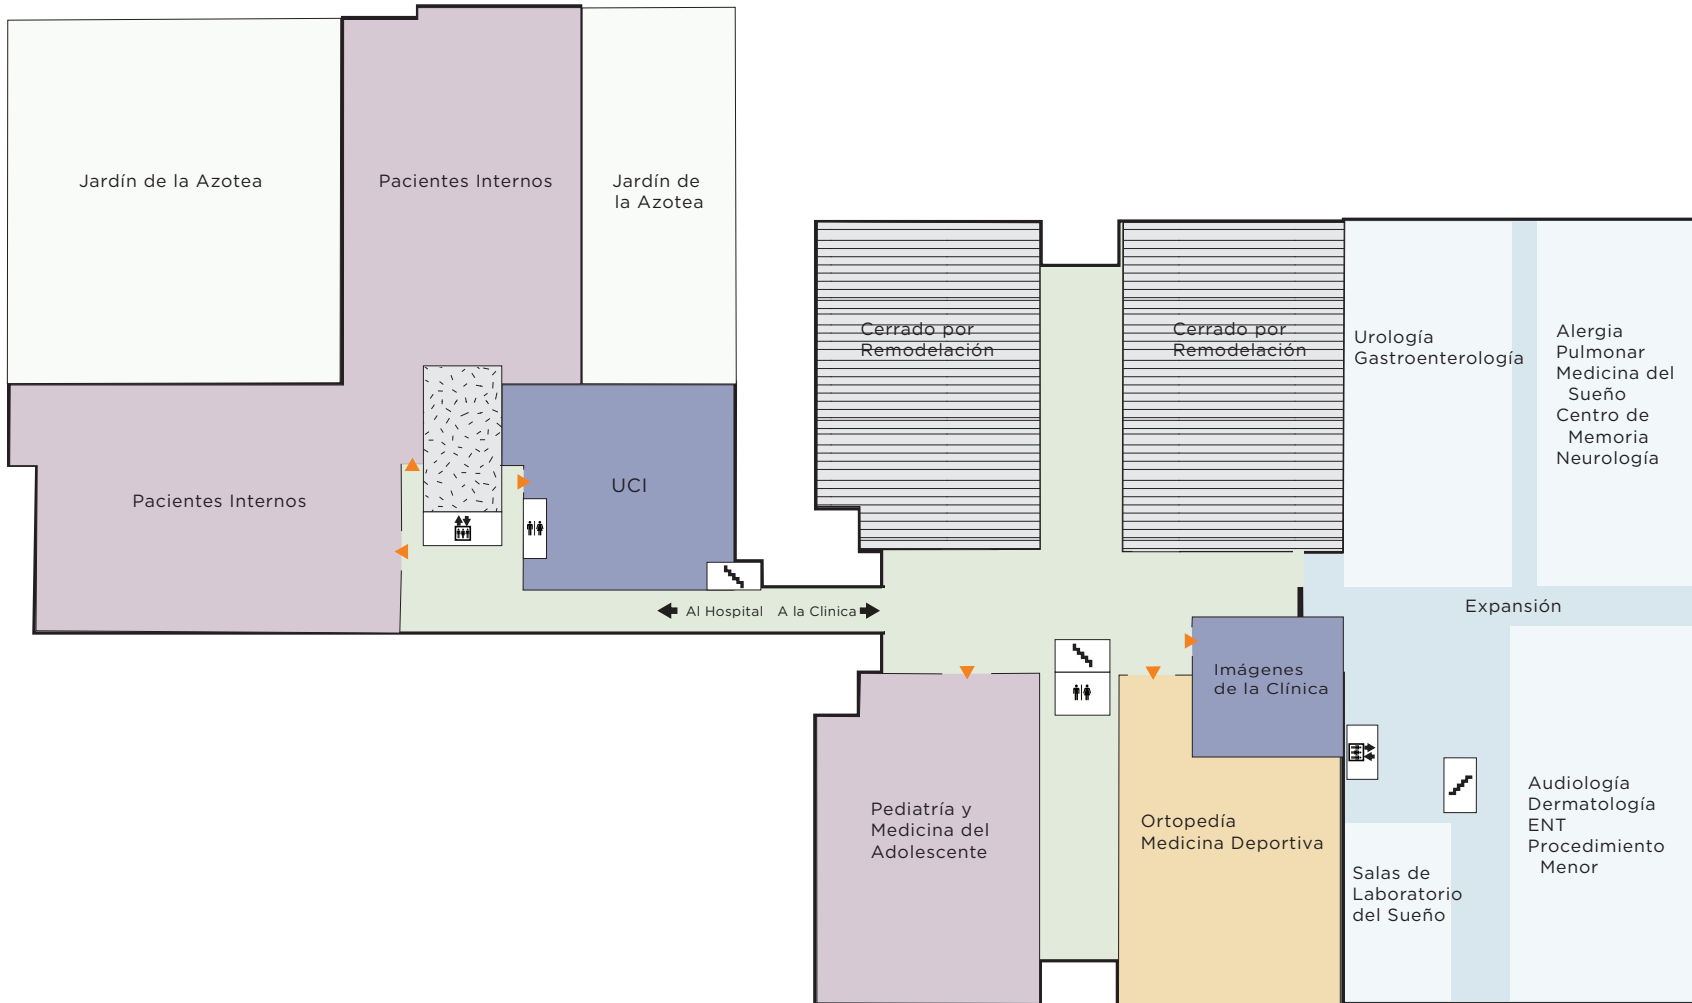 Jardín de la Azotea
Pacientes Internos
Jardín de
la Azotea
Cerrado por
Remodelación
Cerrado por
Remodelación
Urología
Gastroenterología
Alergia
Pulmonar
Medicina del
Sueño
Centro de
Memoria
Neurología
Pacientes Internos
UCI
Al Hospital
A la Clinica
Expansión
Imágenes
de la Clínica
Pediatría y
Medicina del
Adolescente
Ortopedía
Medicina Deportiva
Audiología
Dermatología
ENT
Procedimiento
Menor
Salas de
Laboratorio
del Sueño